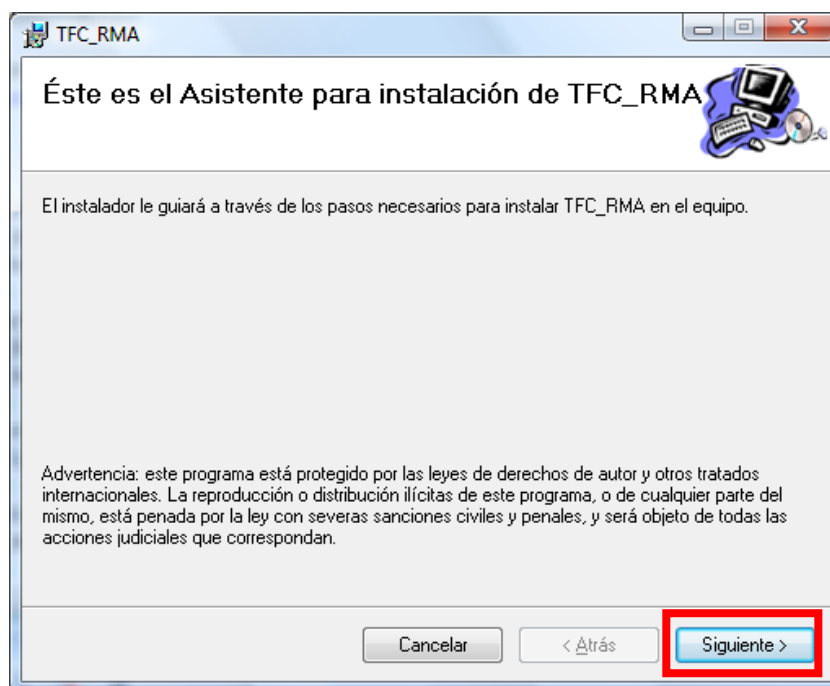 TFC_RMA
Éste es el Asistente para instalación de TFC_RMA
El instalador le guiará a través de los pasos necesarios para instalar TFC_RMA en el equipo.
Advertencia: este programa está protegido por las leyes de derechos de autor y otros tratados
internacionales. La reproducción o distribución ilícitas de este programa, o de cualquier parte del
mismo, está penada por la ley con severas sanciones civiles y penales, y será objeto de todas las
acciones judiciales que correspondan.
Cancelar < Atrás Siguiente >